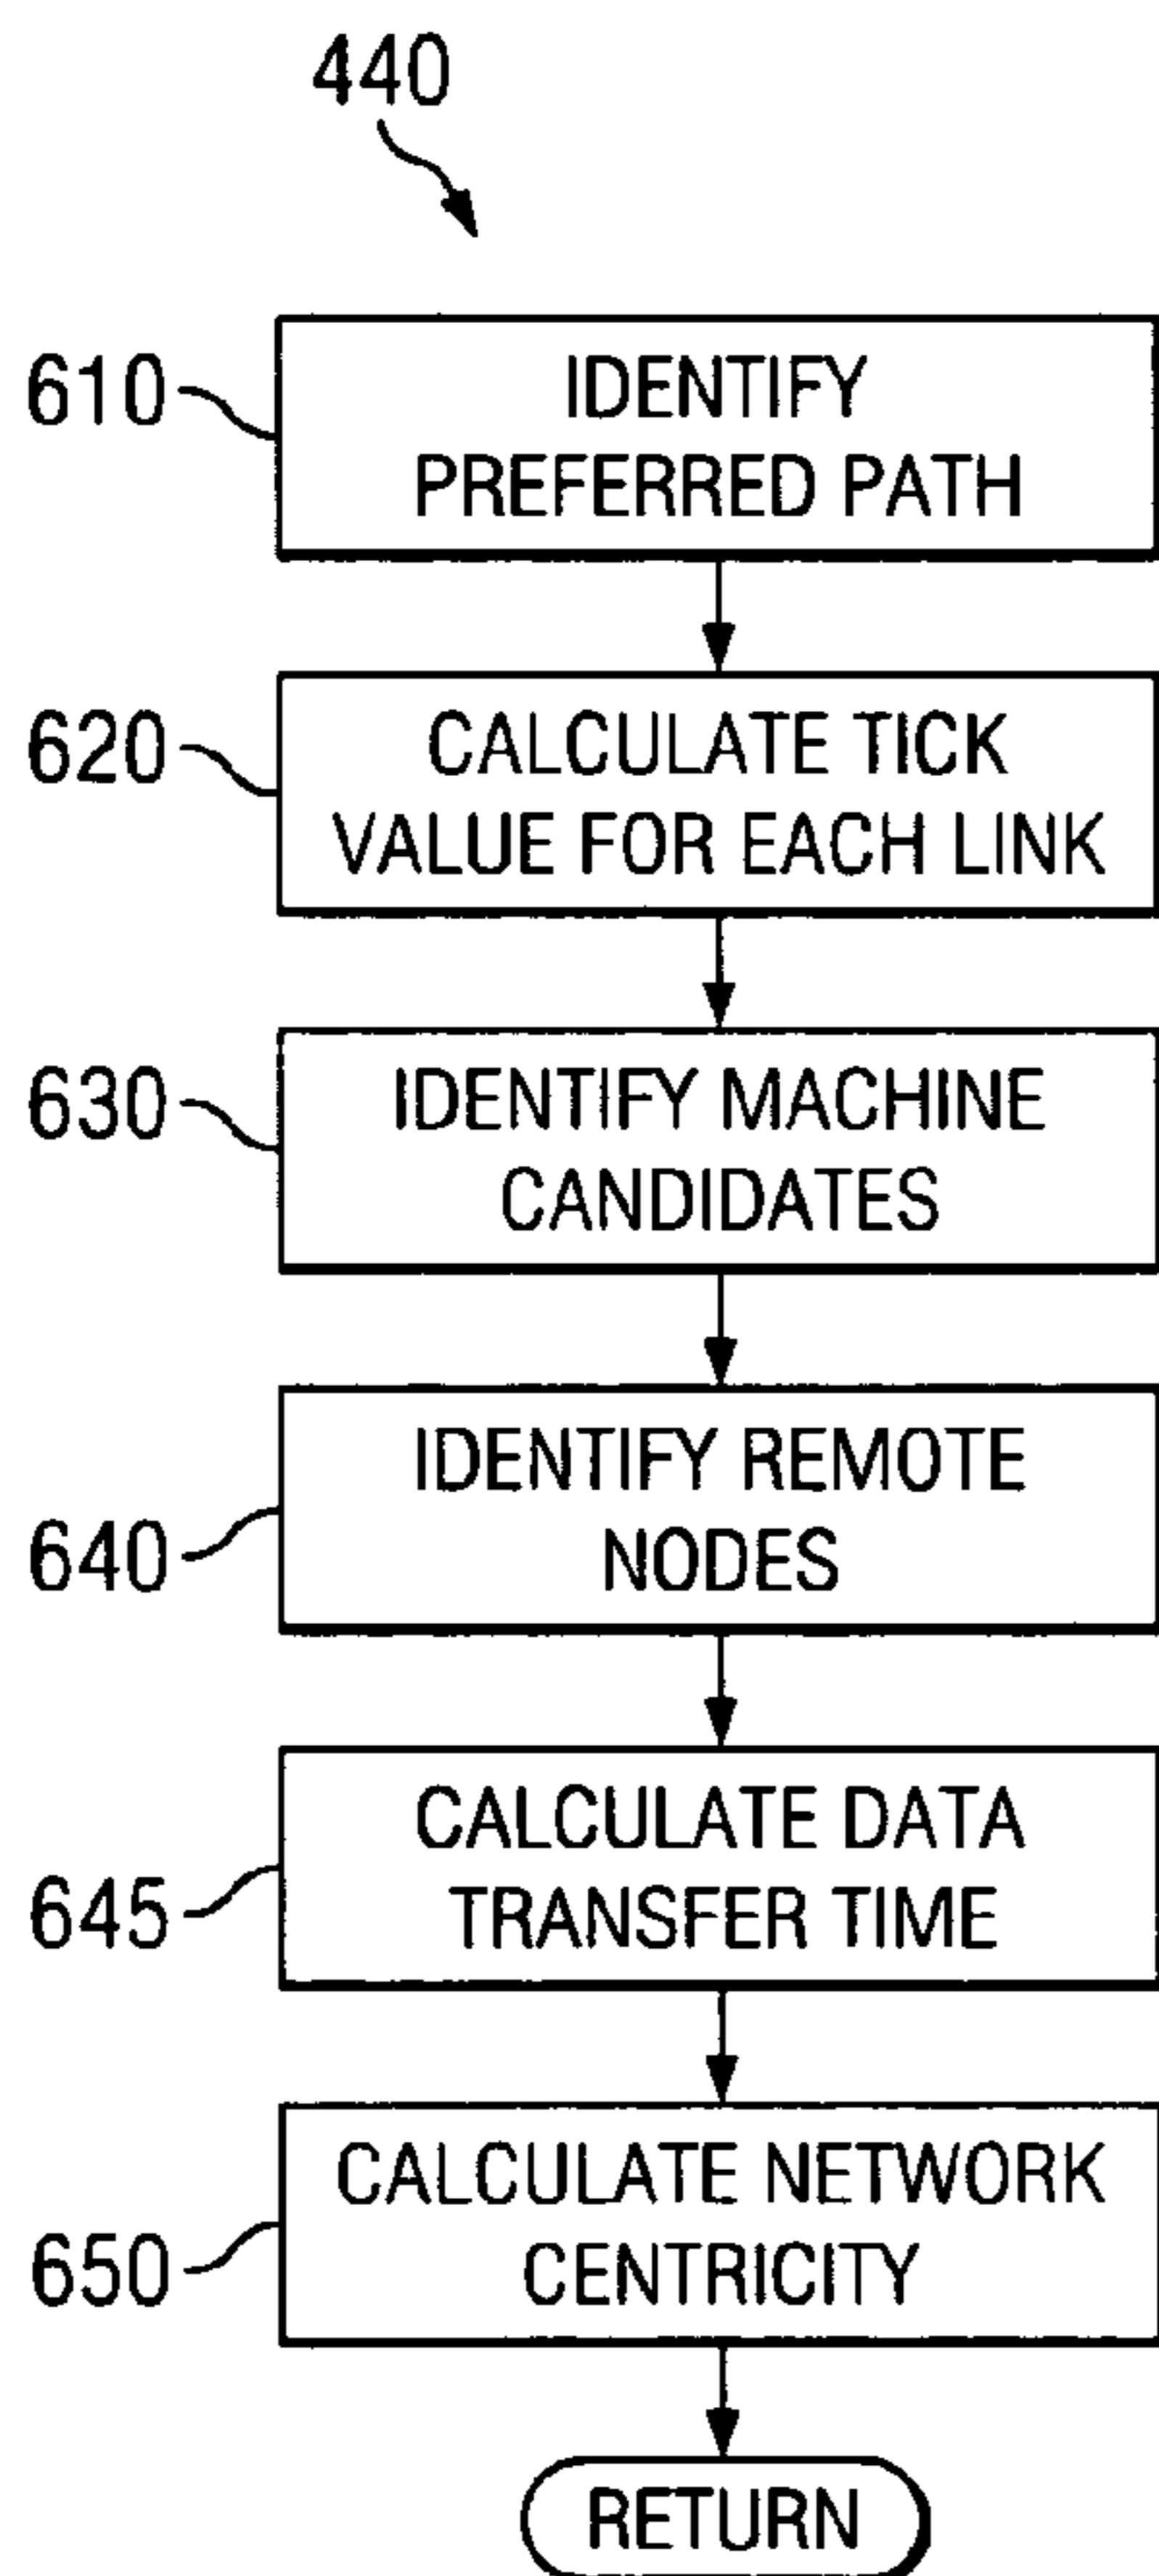 440
610
IDENTIFY
PREFERRED PATH
620
CALCULATE TICK
VALUE FOR EACH LINK
630
IDENTIFY MACHINE
CANDIDATES
640
IDENTIFY REMOTE
NODES
645
CALCULATE DATA
TRANSFER TIME
650
CALCULATE NETWORK
CENTRICITY
RETURN